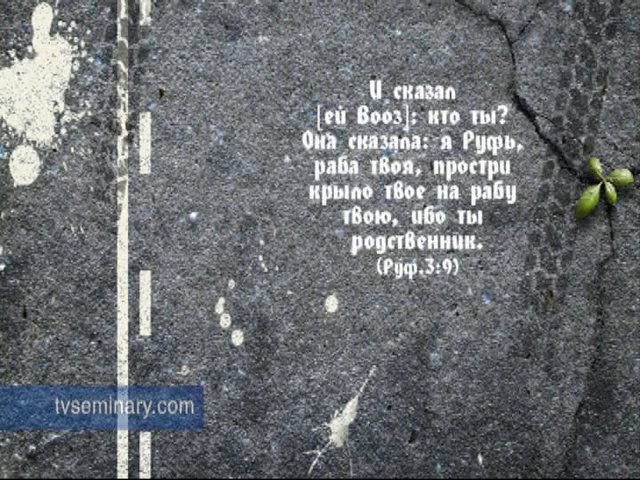 И сказал
[ей Вооз]: кто ты?
Она сказала: я Руфь,
раба твоя, простри
крыло твое на рабу
твою, ибо ты
родственник.
(Руф.3:9)
tvseminary.com